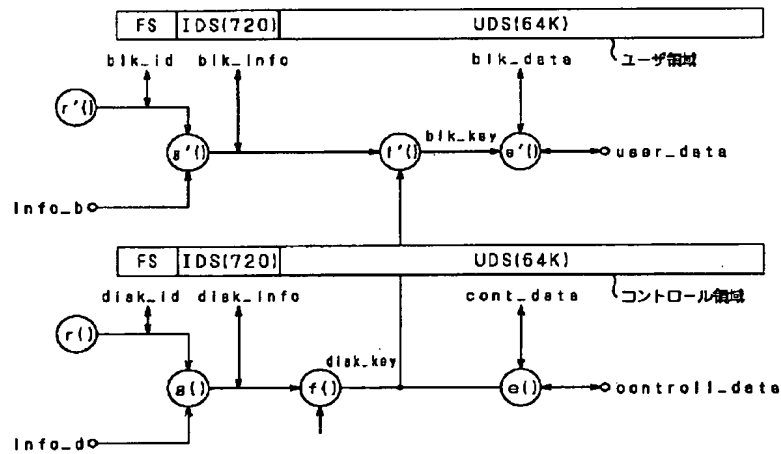 FS IDS(720) UDS(64K)
blk_id blk_info blk_data ユーザ領域
r'()
g'() f'() blk_key e'() user_data
info_b
FS IDS(720) UDS(64K)
disk_id disk_info cont_data コントロール領域
r()
disk_key
g() f() e() controll_data
info_d